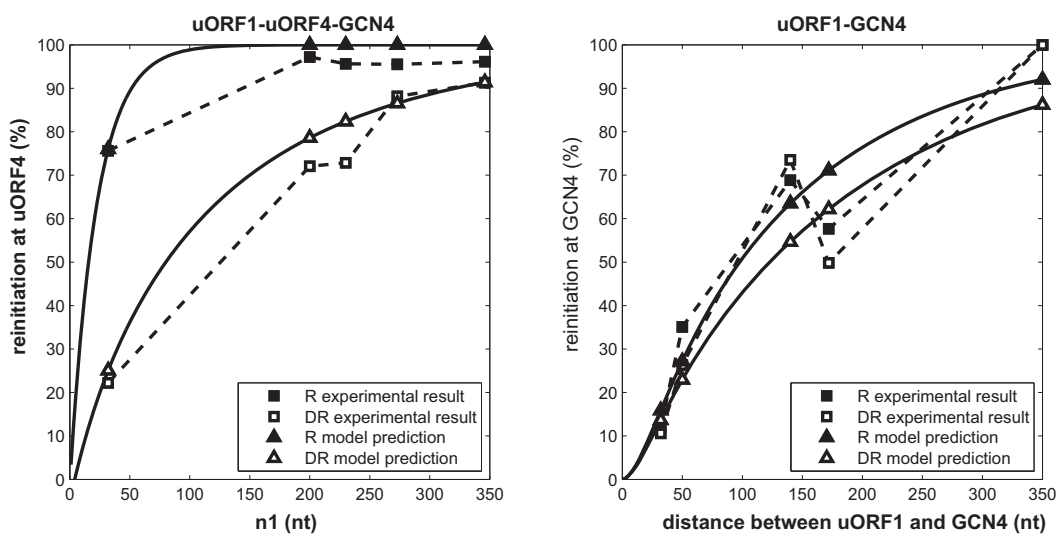 uORF1-uORF4-GCN4
reinitiation at uORF4 (%)
100
90
80
70
60
50
40
30
20
10
0
0 50 100 150 200 250 300 350
n1 (nt)
R experimental result
DR experimental result
R model prediction
DR model prediction
uORF1-GCN4
reinitiation at GCN4 (%)
100
90
80
70
60
50
40
30
20
10
0
0 50 100 150 200 250 300 350
distance between uORF1 and GCN4 (nt)
R experimental result
DR experimental result
R model prediction
DR model prediction